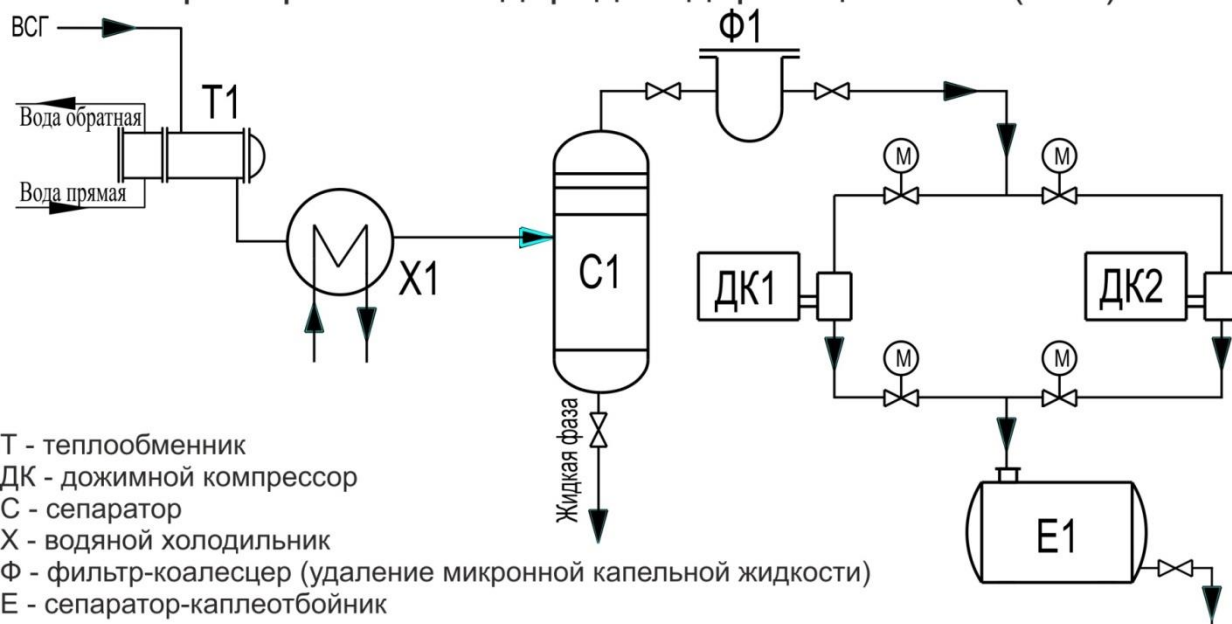 ВСГ
Ф1
Т1
Вода обратная
М
М
Вода прямая
С1
Х1
ДК1
ДК2
М
М
Жидкая фаза
Е1
Т - теплообменник
ДК - дожимной компрессор
С - сепаратор
Х - водяной холодильник
Ф - фильтр-коалесцер (удаление микронной капельной жидкости)
Е - сепаратор-каплеотбойник